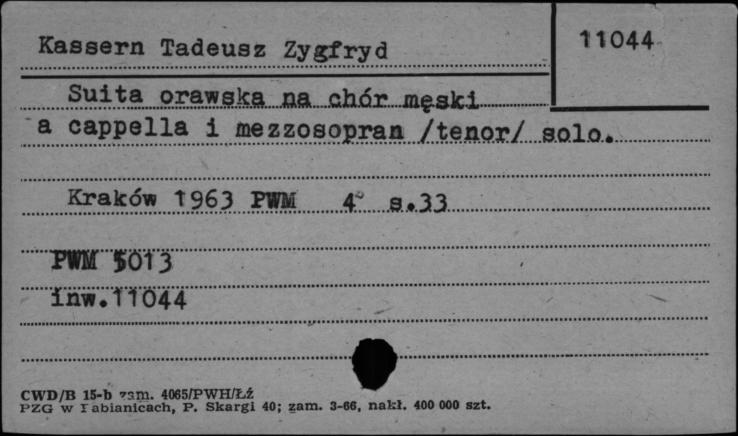 Kassern Tadeusz Zygfryd
11044
Suita orawska na chór męski
a cappella i mezzosopran /tenor/ solo.
Kraków 1963 PWM 4° s.33
PWM 5013
inw.11044
CWD/B 15-b zam. 4065/PWH/Łź
PZG w Pabianicach, P. Skargi 40; zam. 3-66, nakł. 400 000 szt.